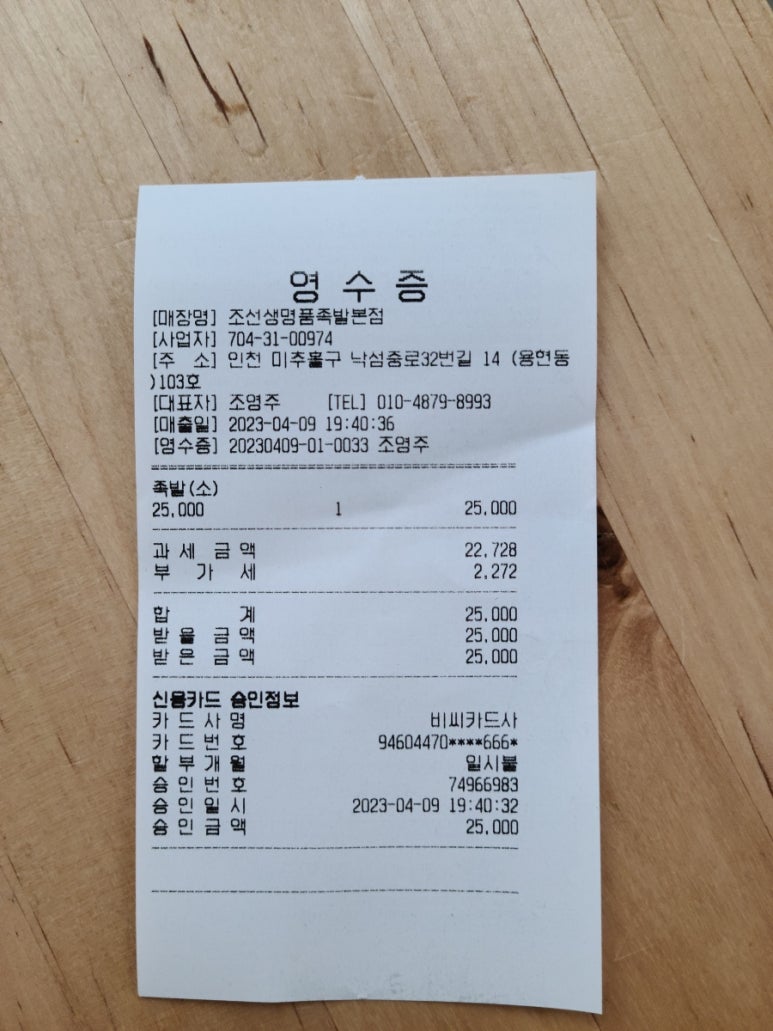 영 수 증
[매장명] 조선생명품족발본점
[사업자] 704-31-00974
[주 소] 인천 미추홀구 낙섬중로32번길 14 (용현동
)103호
[대표자] 조영주 [TEL] 010-4879-8993
[매출일] 2023-04-09 19:40:36
[영수증] 20230409-01-0033 조영주
족발(소)
25,000 1 25,000
과 세 금 액 22,728
부 가 세 2,272
합 계 25,000
받 을 금 액 25,000
받 은 금 액 25,000
신용카드 승인정보
카 드 사 명 비씨카드사
카 드 번 호 94604470****666*
할 부 개 월 일시불
승 인 번 호 74966983
승 인 일 시 2023-04-09 19:40:32
승 인 금 액 25,000